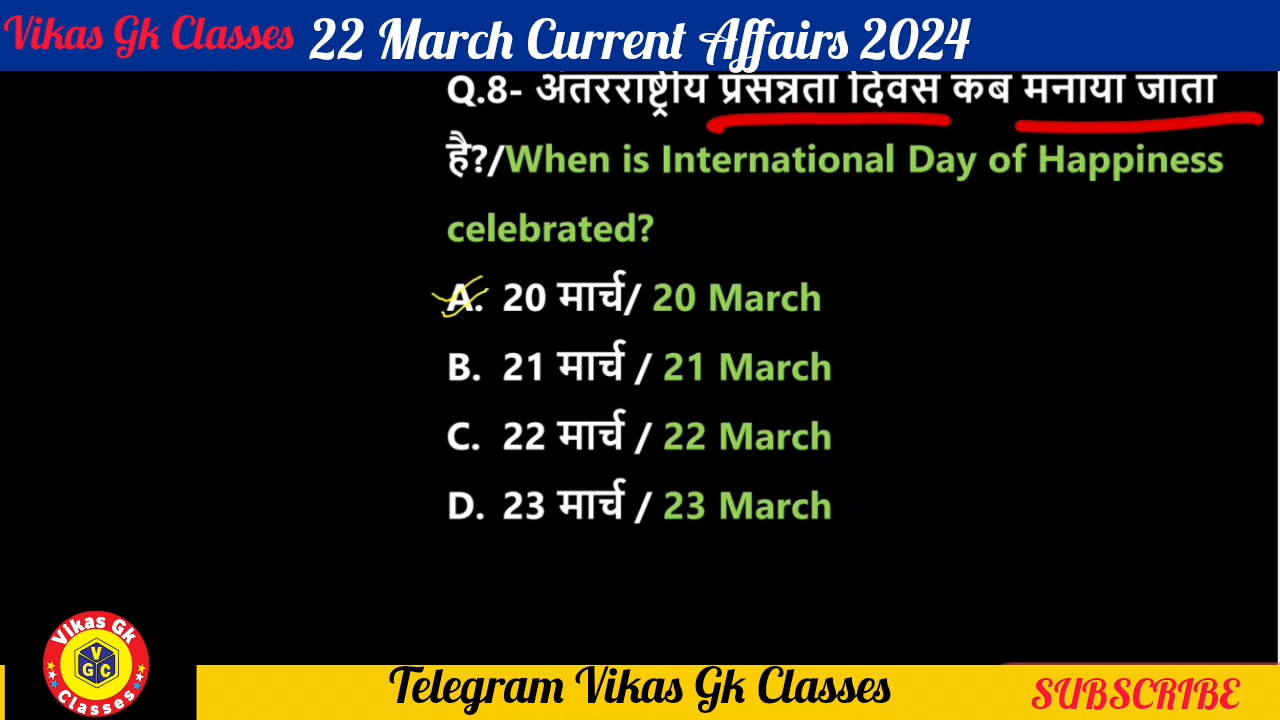 Vikas Gk Classes 22 March Current Affairs 2024
Q.8- अंतरराष्ट्रीय प्रसन्नता दिवस कब मनाया जाता
है?/When is International Day of Happiness
celebrated?
A. 20 मार्च/ 20 March
B. 21 मार्च / 21 March
C. 22 मार्च / 22 March
D. 23 मार्च / 23 March
Vikas Gk
V
G C
Classes
Telegram Vikas Gk Classes
SUBSCRIBE